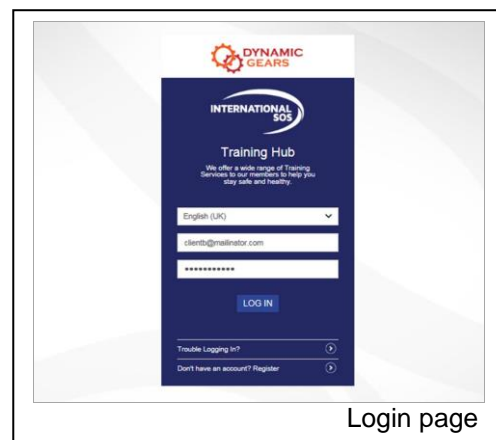 DYNAMIC
GEARS
INTERNATIONAL
SOS
Training Hub
We offer a wide range of Training
Services to our members to help you
stay safe and healthy.
English (UK)
clientb@mailinator.com
***********
LOG IN
Trouble Logging In?
Don't have an account? Register
Login page